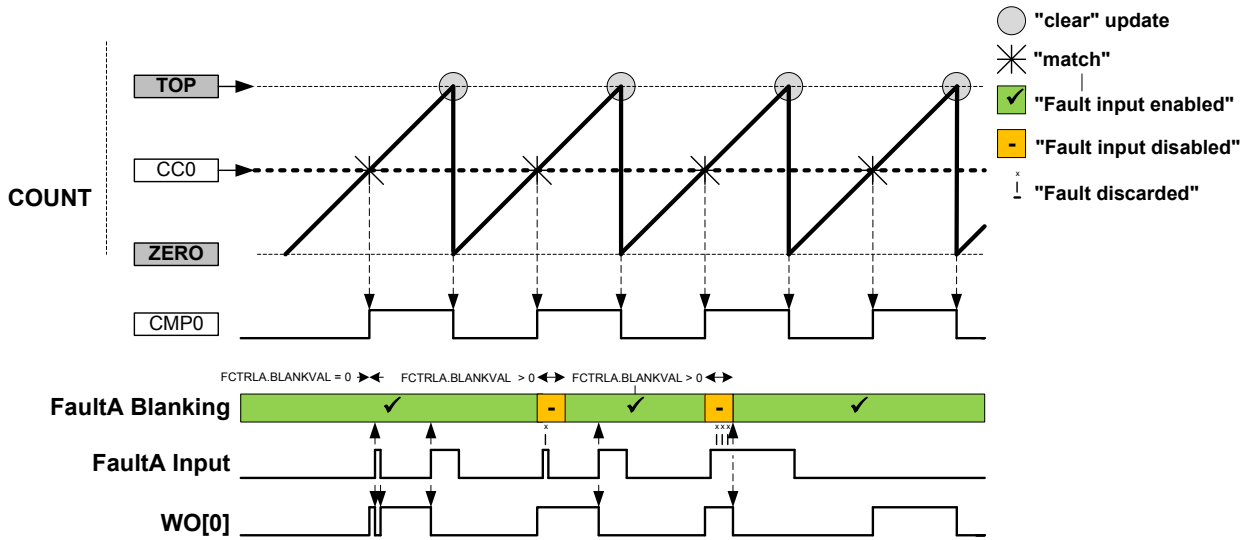 "clear" update
"match"
TOP
✓ "Fault input enabled"
- "Fault input disabled"
CC0
x
"Fault discarded"
COUNT
ZERO
CMP0
FCTRLA.BLANKVAL = 0 FCTRLA.BLANKVAL > 0 FCTRLA.BLANKVAL > 0
FaultA Blanking ✓ - ✓ - ✓
x xxx
FaultA Input
WO[0]